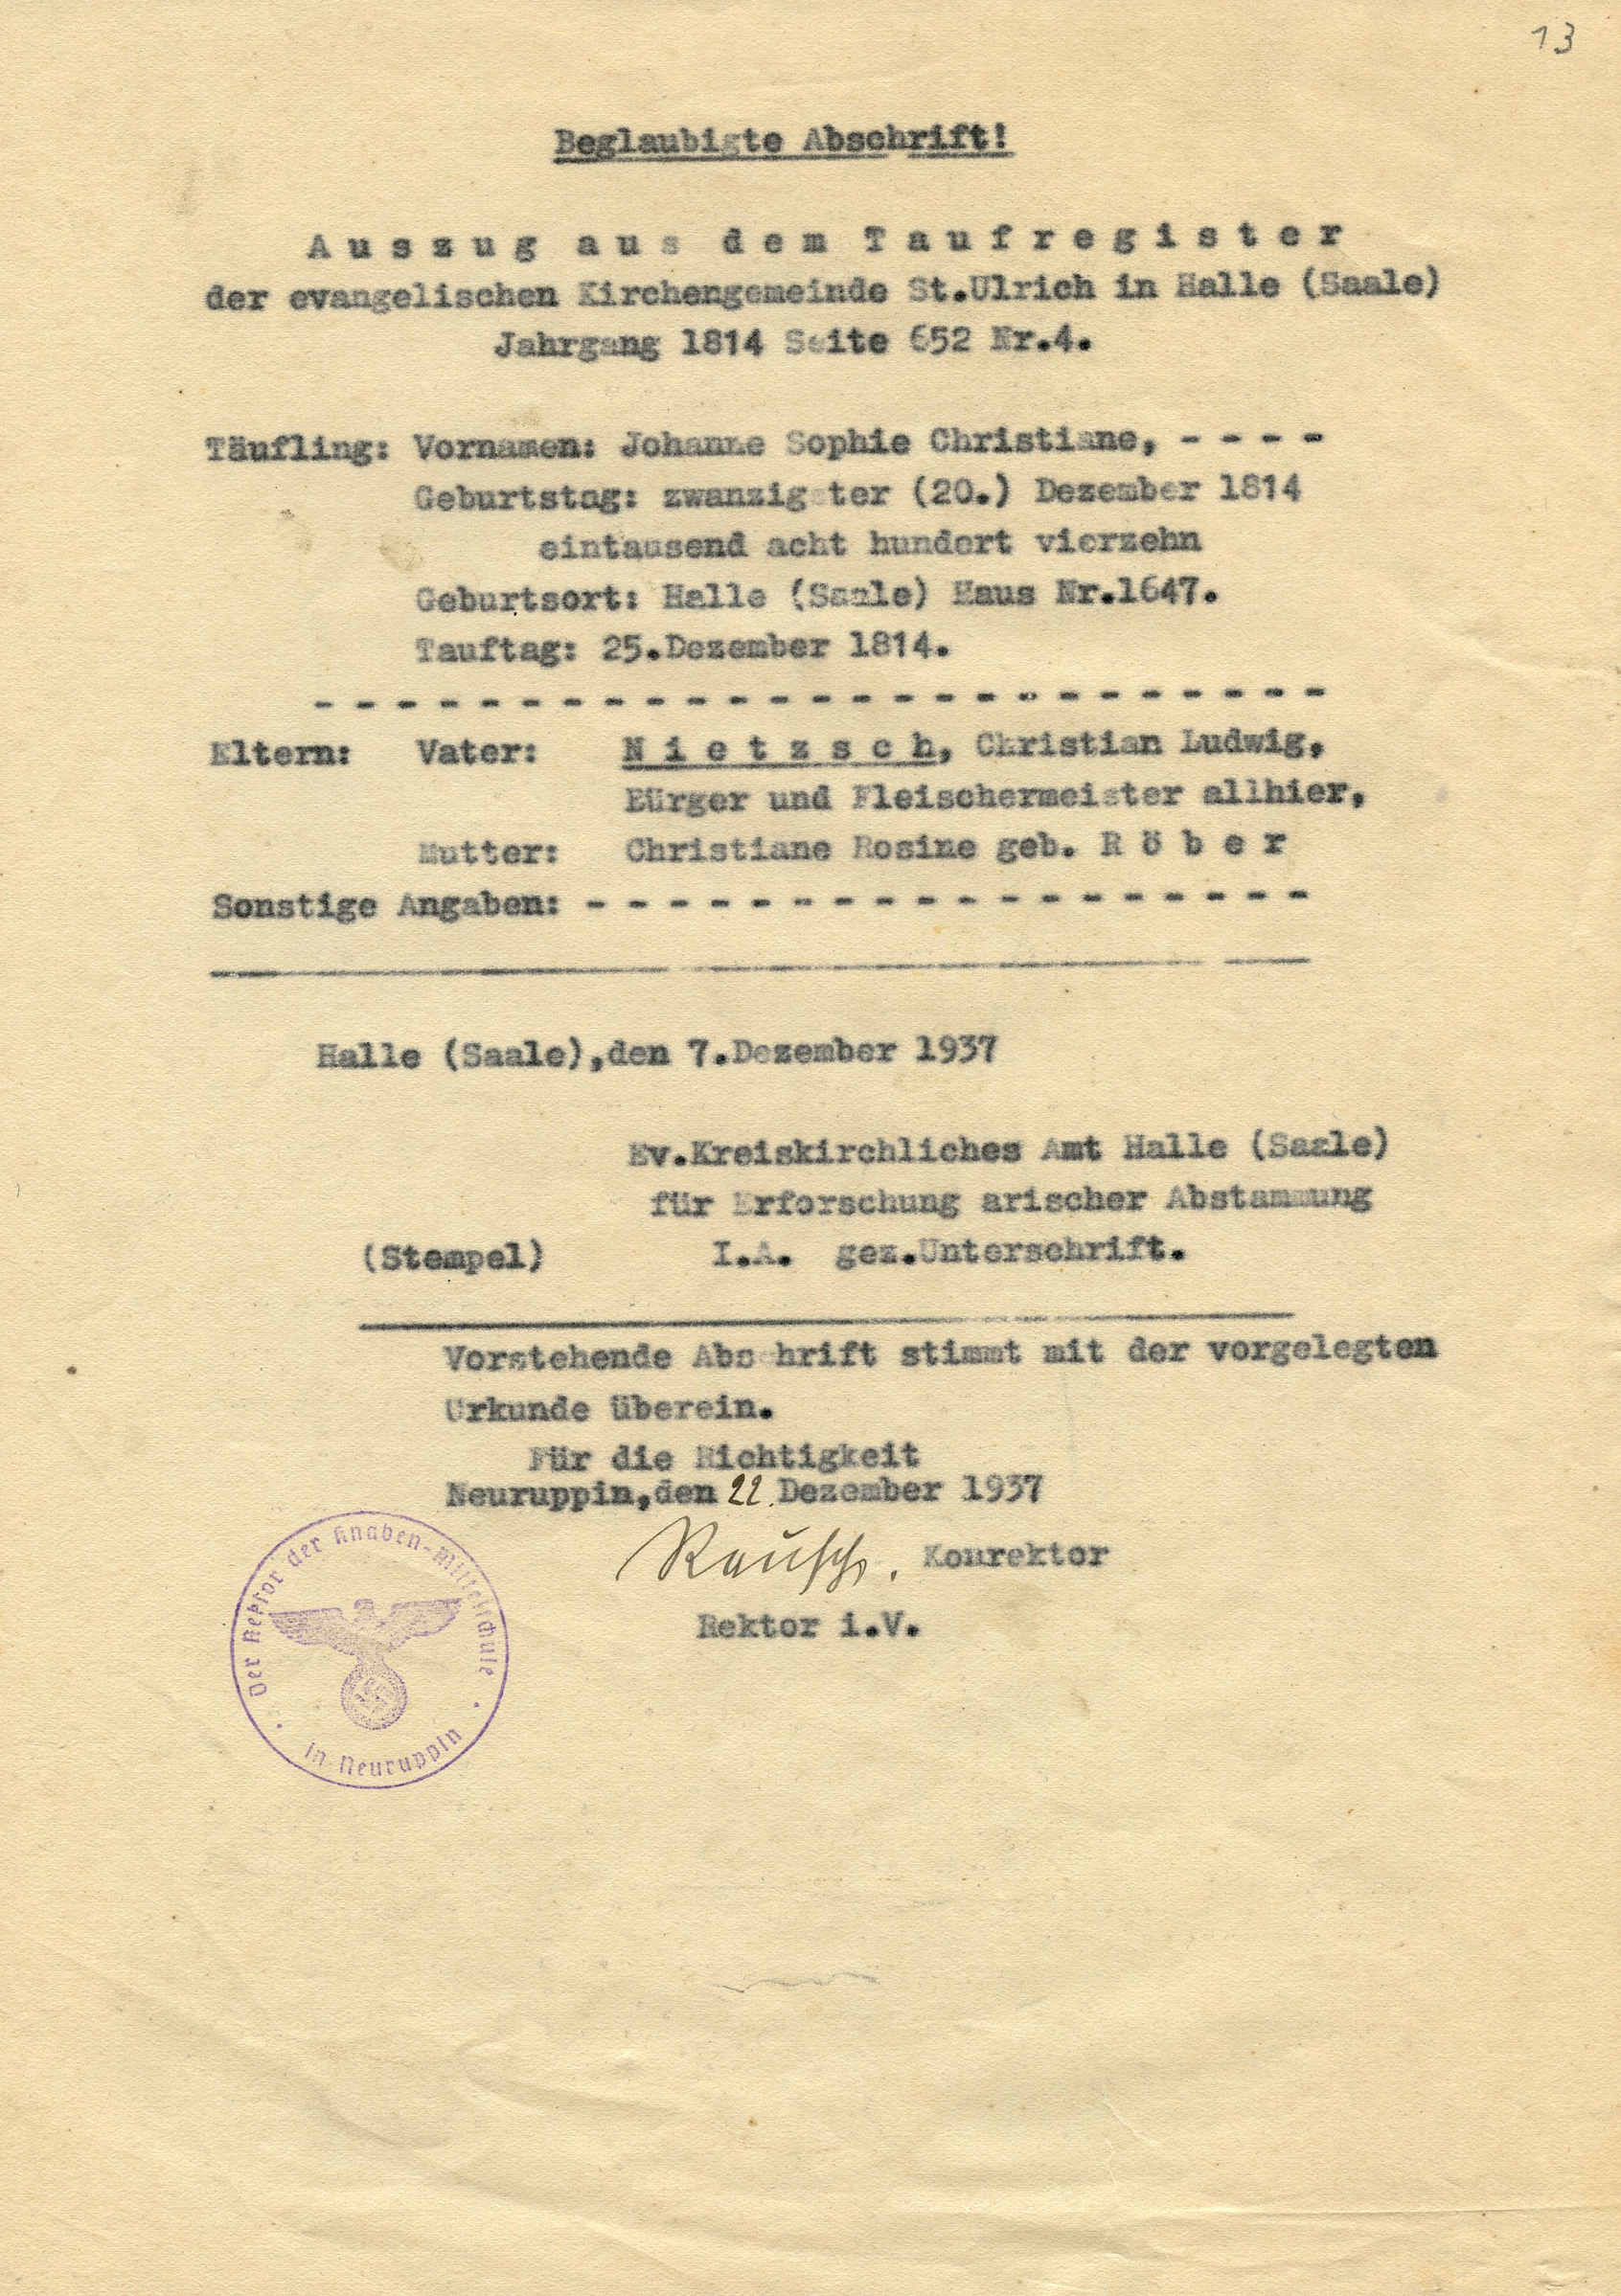 13
Beglaubigte Abschrift!
Auszug aus dem Taufregister
der evangelischen Kirchengemeinde St.Ulrich in Halle (Saale)
Jahrgang 1814 Seite 652 Nr.4.
Täufling: Vornamen: Johanne Sophie Christiane, - - - -
Geburtstag: zwanzigster (20.) Dezember 1814
eintausend acht hundert vierzehn
Geburtsort: Halle (Saale) Haus Nr.1647.
Tauftag: 25.Dezember 1814.
- - - - - - - - - - - - - - - - - - - - - - - - -
Eltern: Vater: Nietzsch, Christian Ludwig,
Bürger und Fleischermeister allhier,
Mutter: Christiane Rosine geb. Röber
Sonstige Angaben: - - - - - - - - - - - - - - - - - -
Halle (Saale),den 7.Dezember 1937
Ev.Kreiskirchliches Amt Halle (Saale)
für Erforschung arischer Abstammung
(Stempel) I.A. gez.Unterschrift.
Vorstehende Abschrift stimmt mit der vorgelegten
Urkunde überein.
Für die Richtigkeit
Neuruppin,den 22. Dezember 1937
Rausch. Konrektor
Rektor i.V.
Der Rektor der Knaben-Mittelschule
in Neuruppin